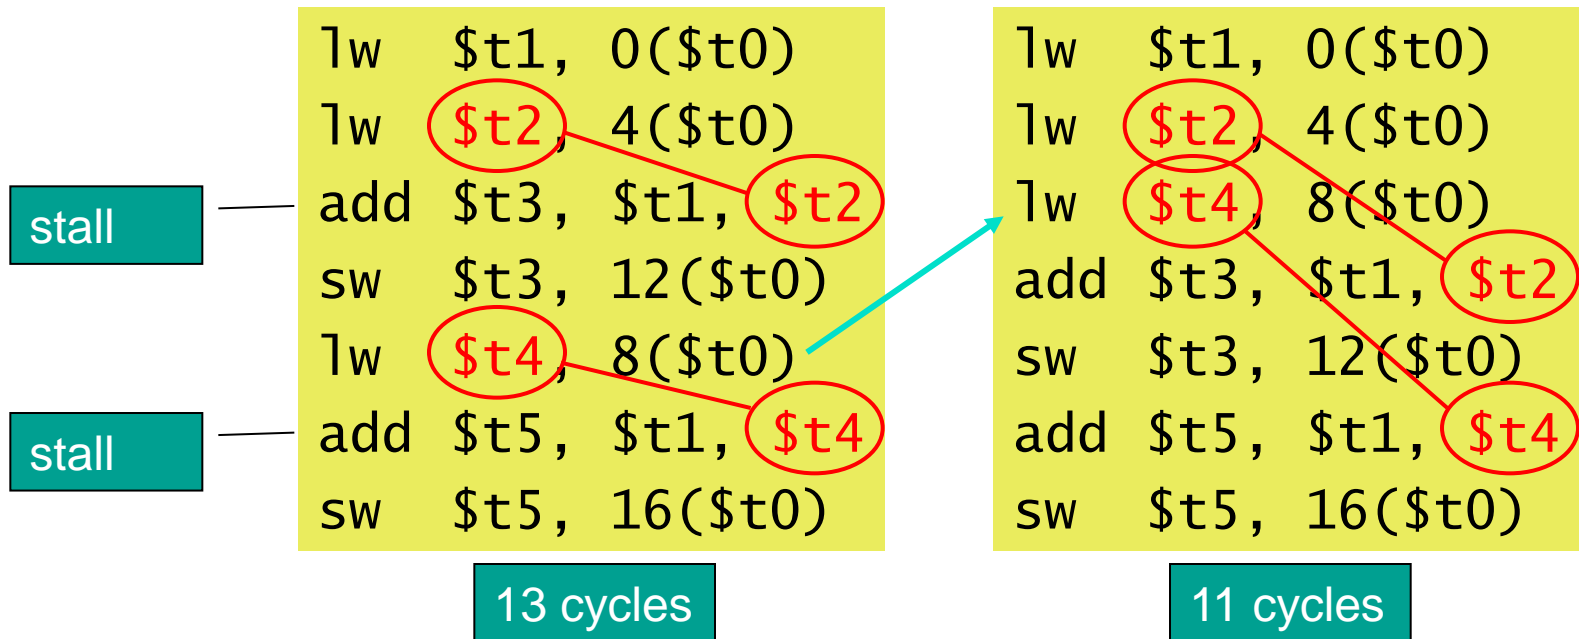 lw $t1, 0($t0)
lw $t2, 4($t0)
add $t3, $t1, $t2
sw $t3, 12($t0)
lw $t4, 8($t0)
add $t5, $t1, $t4
sw $t5, 16($t0)
stall
stall
13 cycles
lw $t1, 0($t0)
lw $t2, 4($t0)
lw $t4, 8($t0)
add $t3, $t1, $t2
sw $t3, 12($t0)
add $t5, $t1, $t4
sw $t5, 16($t0)
11 cycles